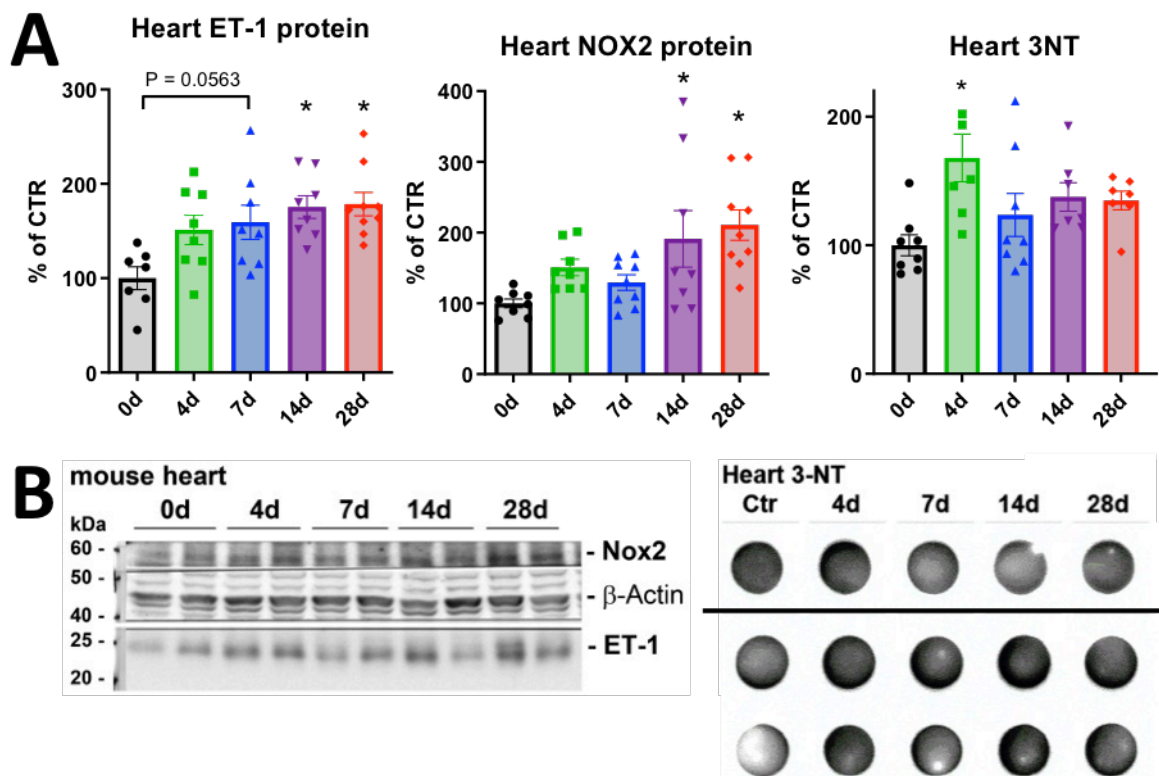 A
Heart ET-1 protein
P = 0.0563
*
*
300
200
100
0
% of CTR
0d
4d
7d
14d
28d
Heart NOX2 protein
*
*
400
300
200
100
0
% of CTR
0d
4d
7d
14d
28d
Heart 3NT
*
200
100
0
% of CTR
0d
4d
7d
14d
28d
B
mouse heart
0d 4d 7d 14d 28d
kDa
60 -
- Nox2
50 -
- β-Actin
40 -
25 -
- ET-1
20 -
Heart 3-NT
Ctr 4d 7d 14d 28d